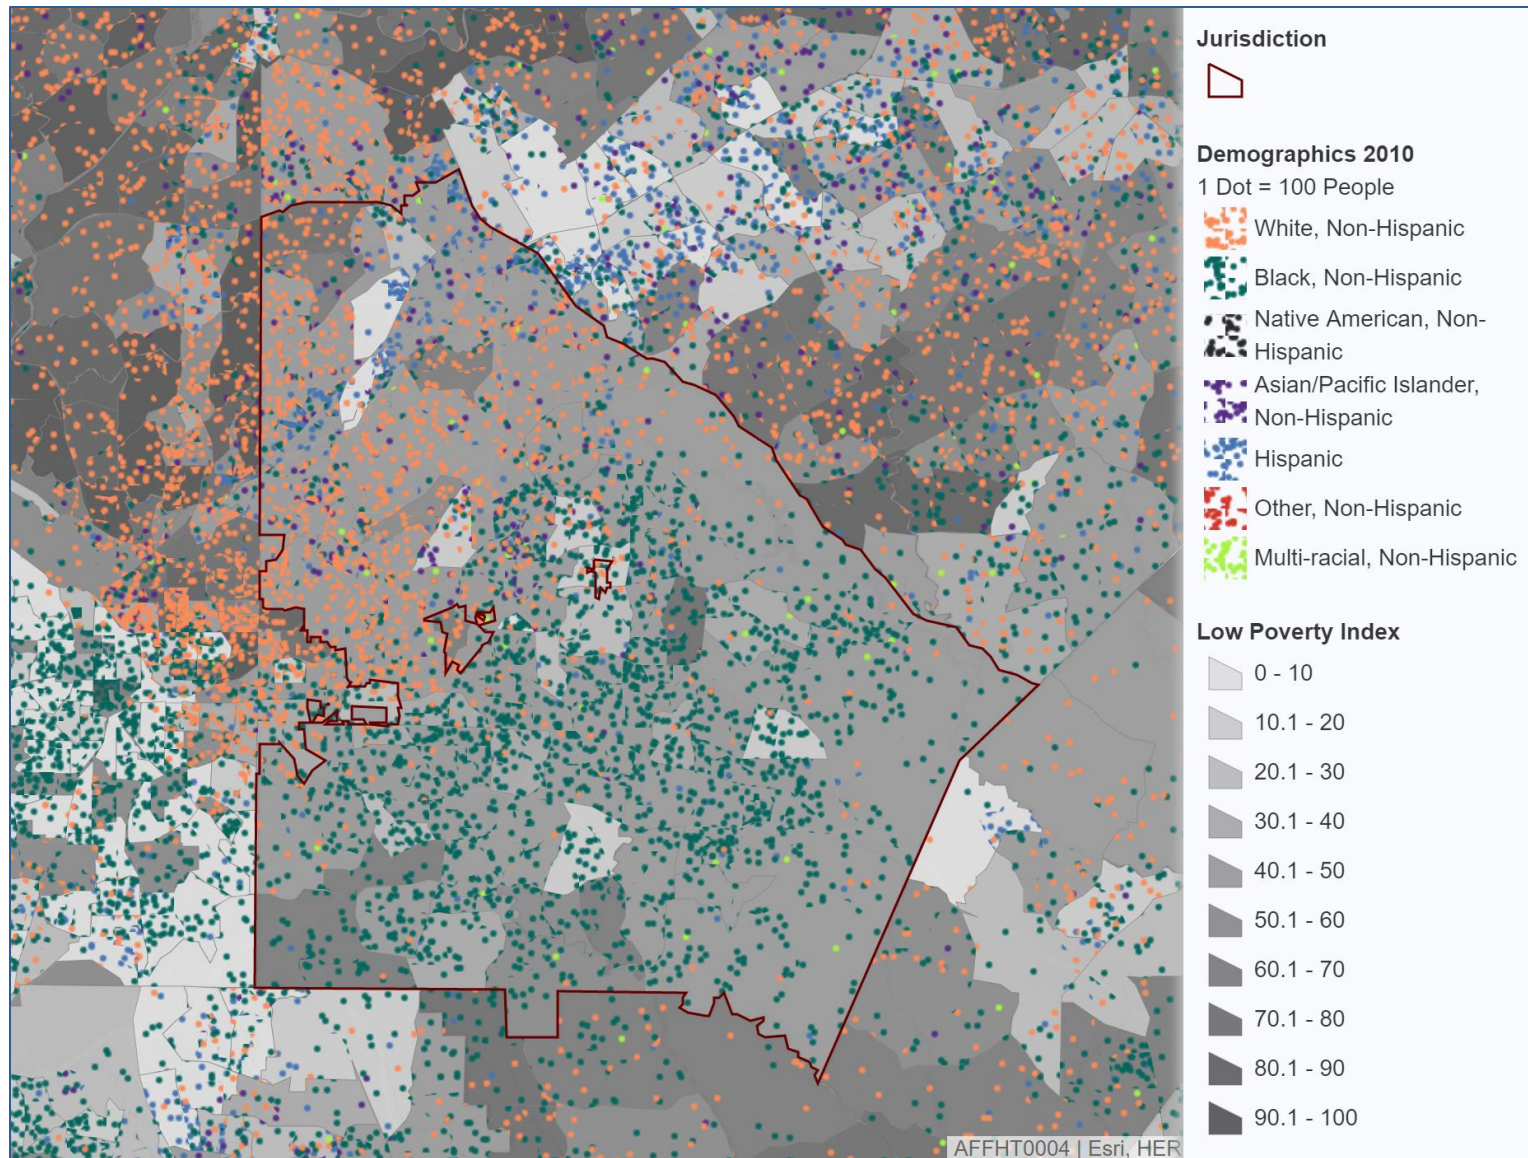 Jurisdiction
Demographics 2010
1 Dot = 100 People
White, Non-Hispanic
Black, Non-Hispanic
Native American, Non-
Hispanic
Asian/Pacific Islander,
Non-Hispanic
Hispanic
Other, Non-Hispanic
Multi-racial, Non-Hispanic
Low Poverty Index
0 - 10
10.1 - 20
20.1 - 30
30.1 - 40
40.1 - 50
50.1 - 60
60.1 - 70
70.1 - 80
80.1 - 90
90.1 - 100
AFFHT0004 | Esri, HER